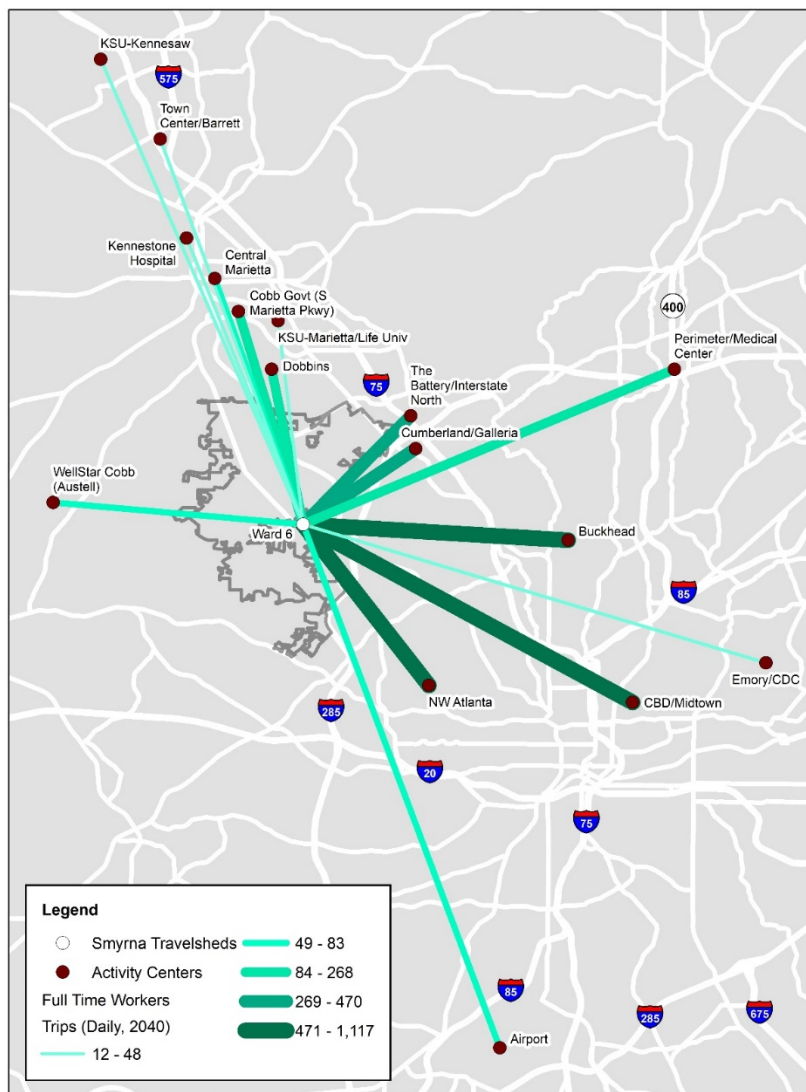 KSU-Kennesaw
575
Town
Center/Barrett
Kennestone
Hospital
Central
Marietta
Cobb Govt (S
Marietta Pkwy)
KSU-Marietta/Life Univ
400
Perimeter/Medical
Center
Dobbins
75
The
Battery/Interstate
North
Cumberland/Galleria
WellStar Cobb
(Austell)
Ward 6
Buckhead
85
Emory/CDC
NW Atlanta
CBD/Midtown
285
20
75
Legend
Smyrna Travelsheds
Activity Centers
Full Time Workers
Trips (Daily, 2040)
12 - 48
49 - 83
84 - 268
269 - 470
471 - 1,117
85
285
675
Airport